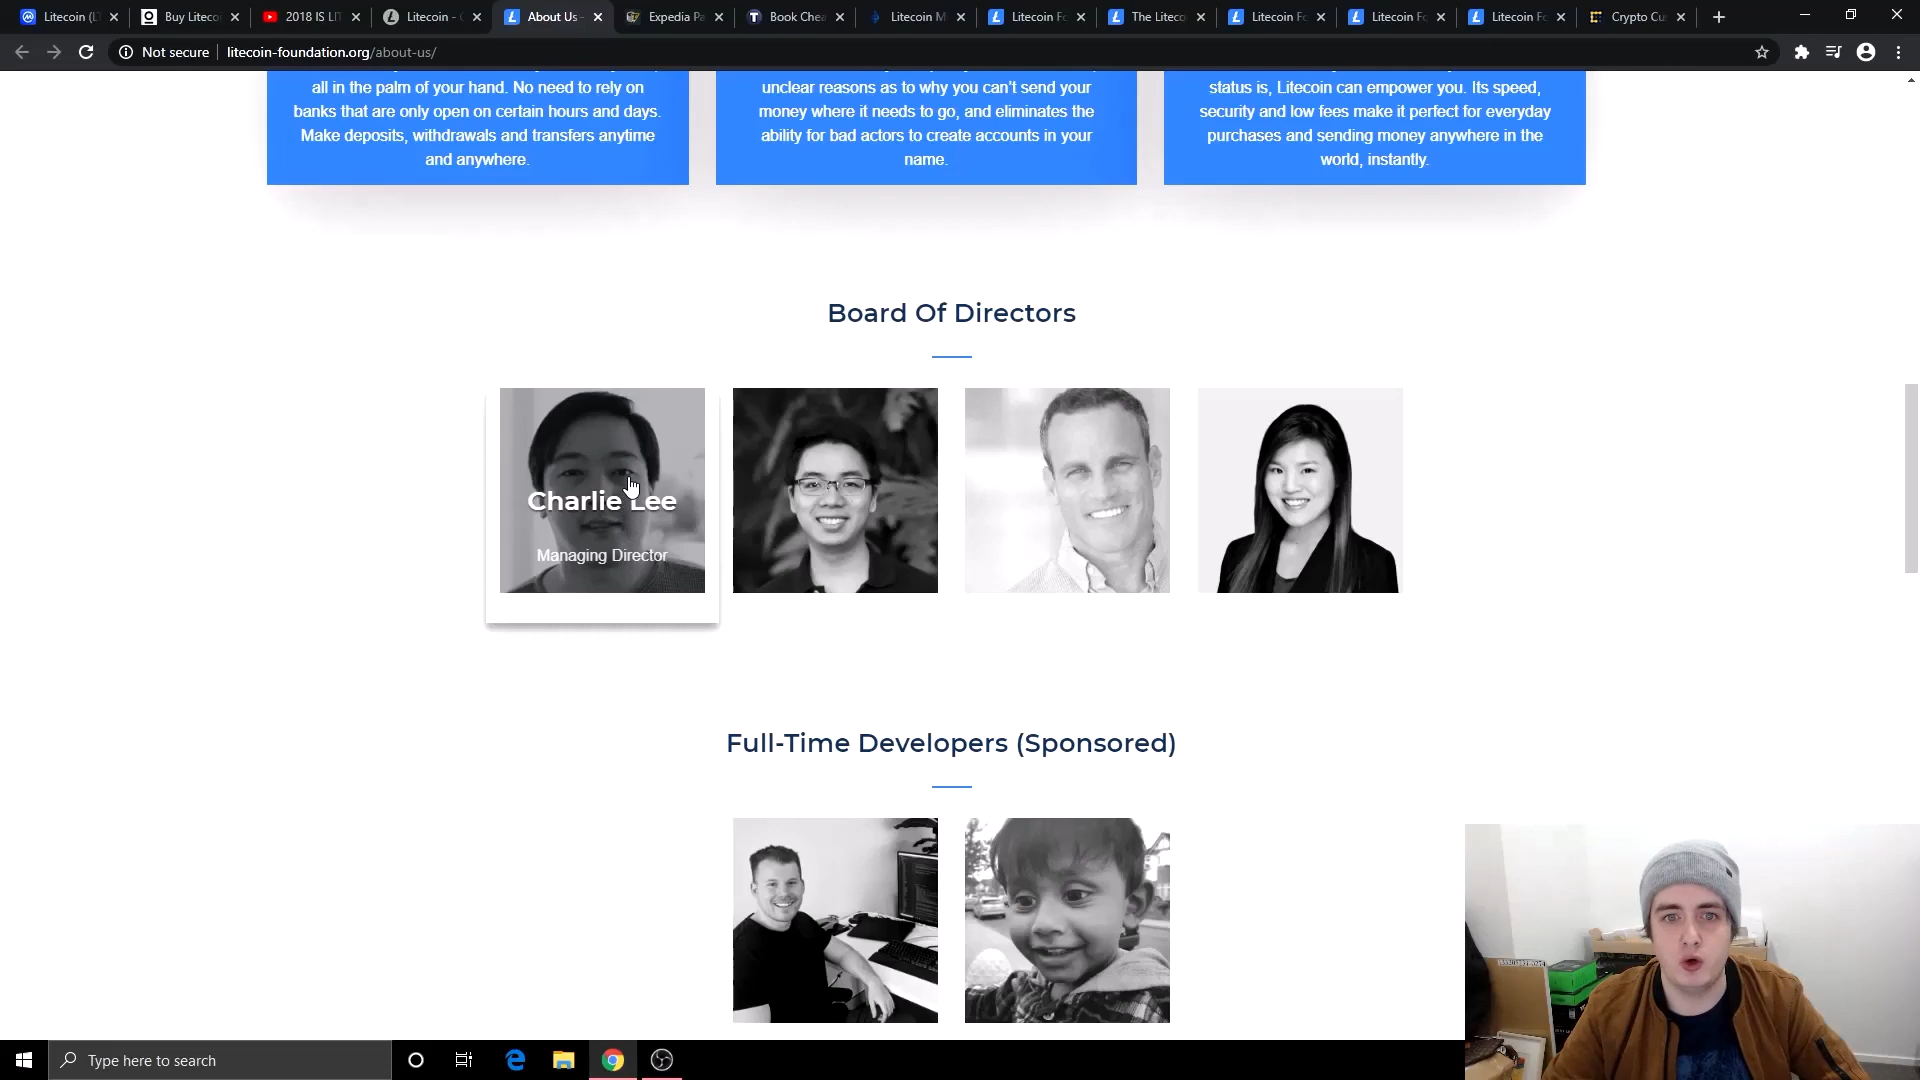 Litecoin (L
Buy Liteco
2018 IS LI
Litecoin -
About Us -
Expedia Pa
Book Chea
Litecoin M
Litecoin Fo
The Liteco
Litecoin Fo
Litecoin Fo
Litecoin Fo
Crypto Cu
Not secure
litecoin-foundation.org/about-us/
all in the palm of your hand. No need to rely on
banks that are only open on certain hours and days.
Make deposits, withdrawals and transfers anytime
and anywhere.
unclear reasons as to why you can't send your
money where it needs to go, and eliminates the
ability for bad actors to create accounts in your
name.
status is, Litecoin can empower you. Its speed,
security and low fees make it perfect for everyday
purchases and sending money anywhere in the
world, instantly.
Board Of Directors
Charlie Lee
Managing Director
Full-Time Developers (Sponsored)
Type here to search